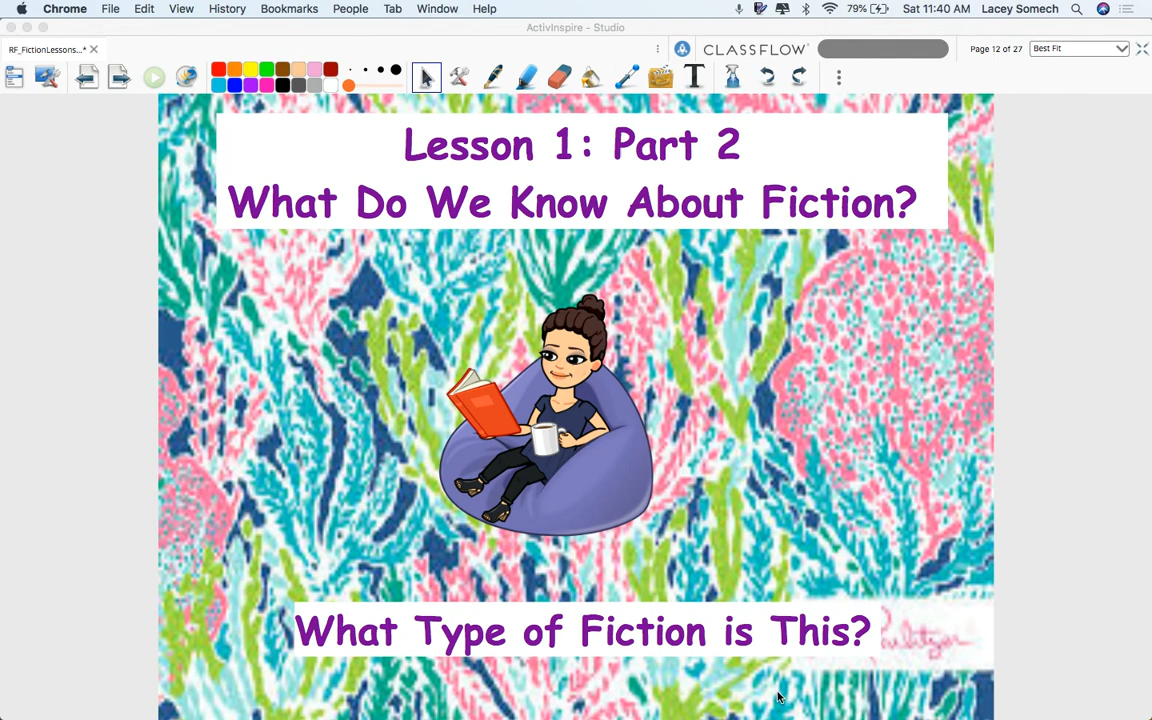 Chrome File Edit View History Bookmarks People Tab Window Help 79% Sat 11:40 AM Lacey Somech
ActivInspire - Studio
RF_FictionLessons...* CLASSFLOW Page 12 of 27 Best Fit
T
Lesson 1: Part 2
What Do We Know About Fiction?
What Type of Fiction is This?